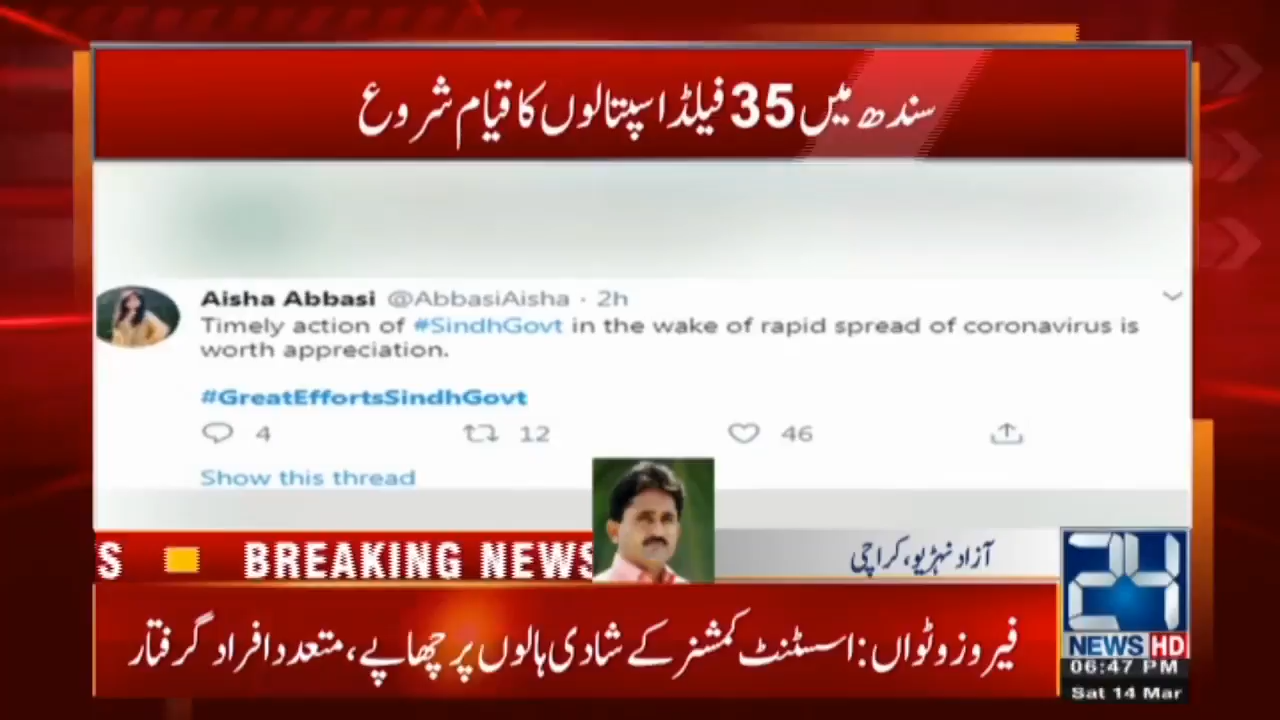 سندھ میں 35 فیلڈ اسپتالوں کا قیام شروع
Aisha Abbasi @AbbasiAisha · 2h
Timely action of #SindhGovt in the wake of rapid spread of coronavirus is
worth appreciation.
#GreatEffortsSindhGovt
4 12 46
Show this thread
S BREAKING NEWS
آزاد نہڑیو، کراچی
فیروزوٹواں: اسسٹنٹ کمشنر کے شادی ہالوں پر چھاپے، متعدد افراد گرفتار
24
NEWS HD
06:47 PM
Sat 14 Mar